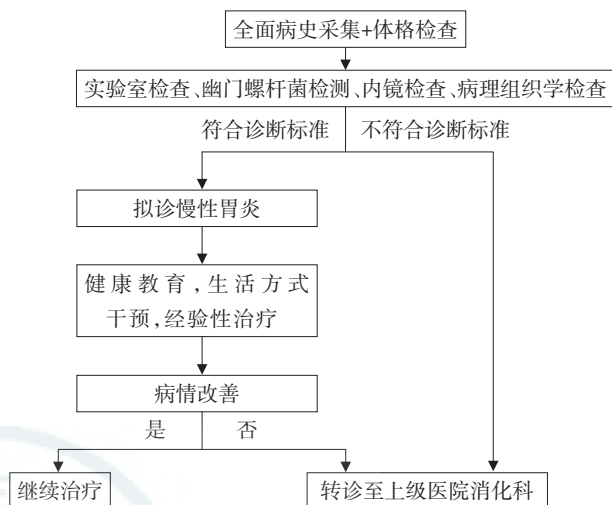 全面病史采集+体格检查
实验室检查、幽门螺杆菌检测、内镜检查、病理组织学检查
符合诊断标准 不符合诊断标准
拟诊慢性胃炎
健康教育,生活方式
干预,经验性治疗
病情改善
是 否
继续治疗 转诊至上级医院消化科